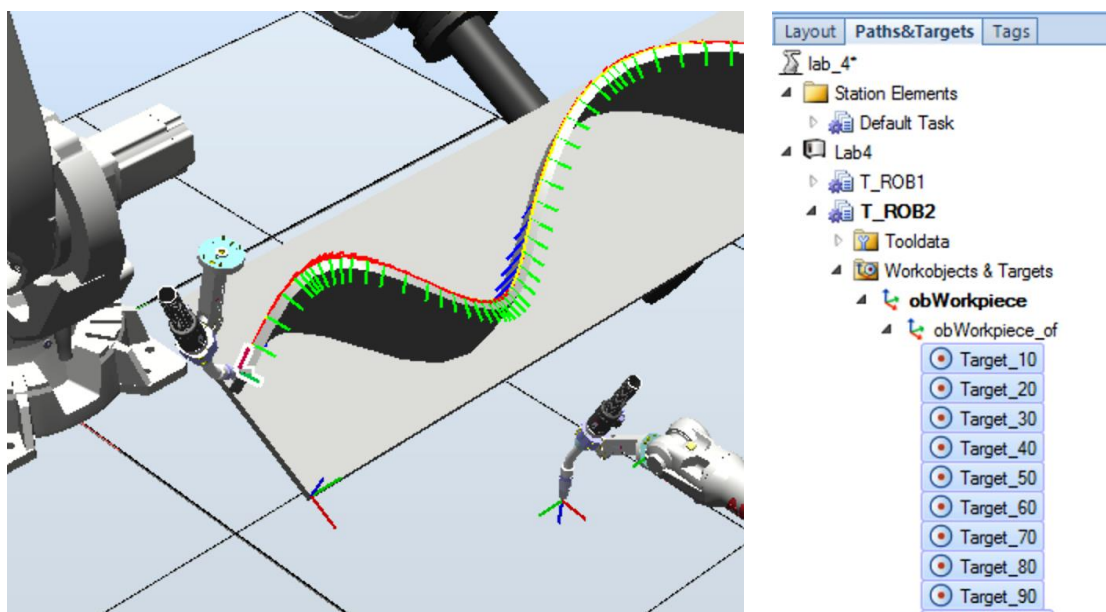 Layout Paths&Targets Tags
lab_4*
Station Elements
Default Task
Lab4
T_ROB1
T_ROB2
Tooldata
Workobjects & Targets
obWorkpiece
obWorkpiece_of
Target_10
Target_20
Target_30
Target_40
Target_50
Target_60
Target_70
Target_80
Target_90